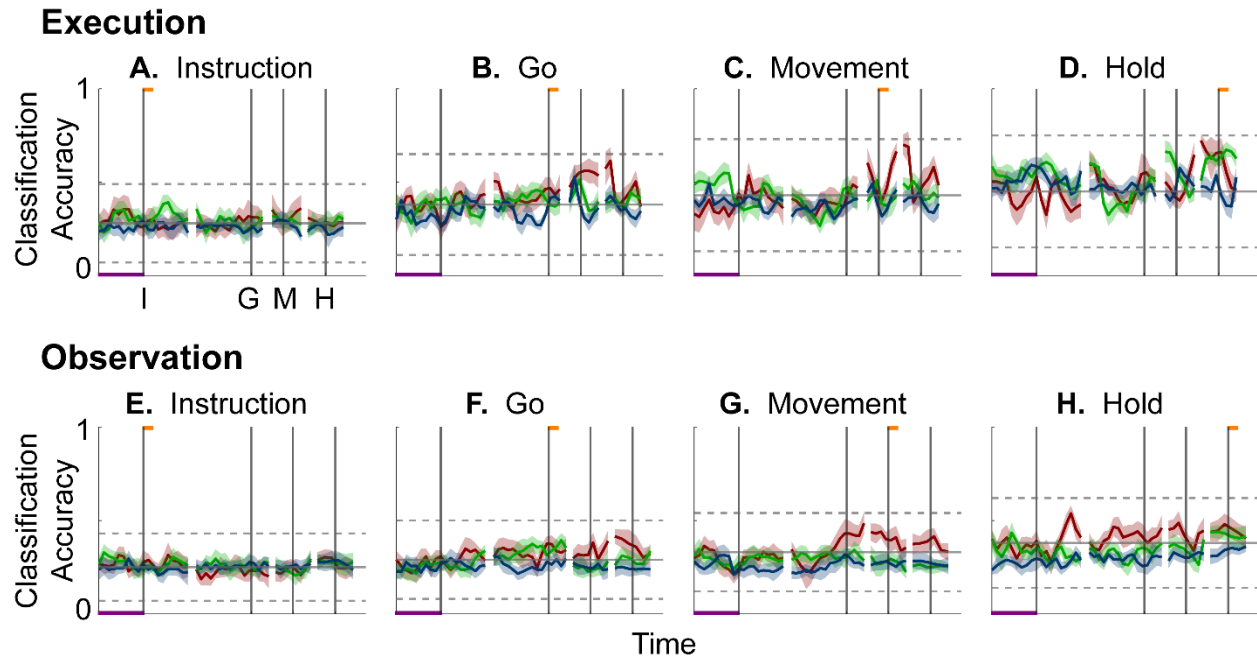 Execution
A. Instruction
B. Go
C. Movement
D. Hold
Classification
Accuracy
1
0
I G M H
Observation
E. Instruction
F. Go
G. Movement
H. Hold
Classification
Accuracy
1
0
Time